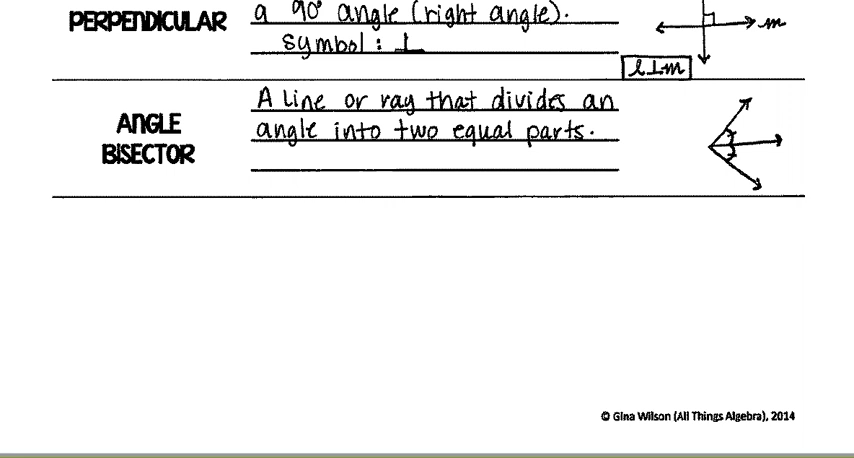 PERPENDICULAR
a 90° angle (right angle).
symbol: ⊥
m
l⊥m
ANGLE
BISECTOR
A line or ray that divides an
angle into two equal parts.
© Gina Wilson (All Things Algebra), 2014